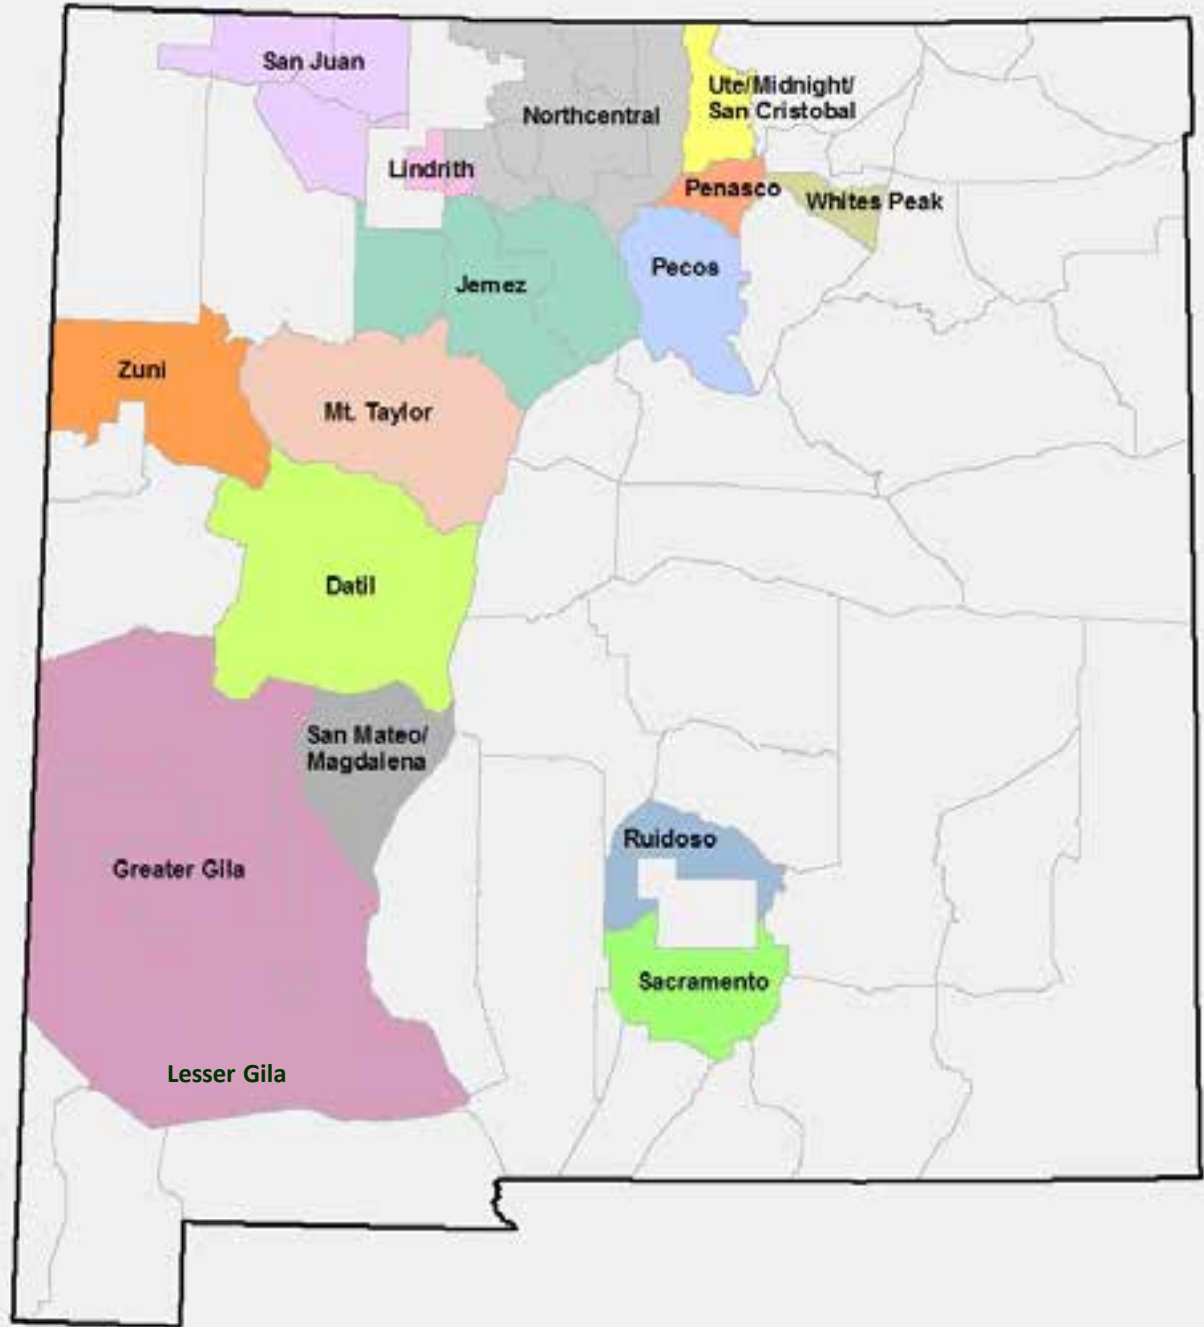 San Juan
Northcentral
Ute/Midnight/
San Cristobal
Lindrith
Penasco
Whites Peak
Pecos
Jemez
Zuni
Mt. Taylor
Datil
San Mateo/
Magdalena
Ruidoso
Greater Gila
Sacramento
Lesser Gila